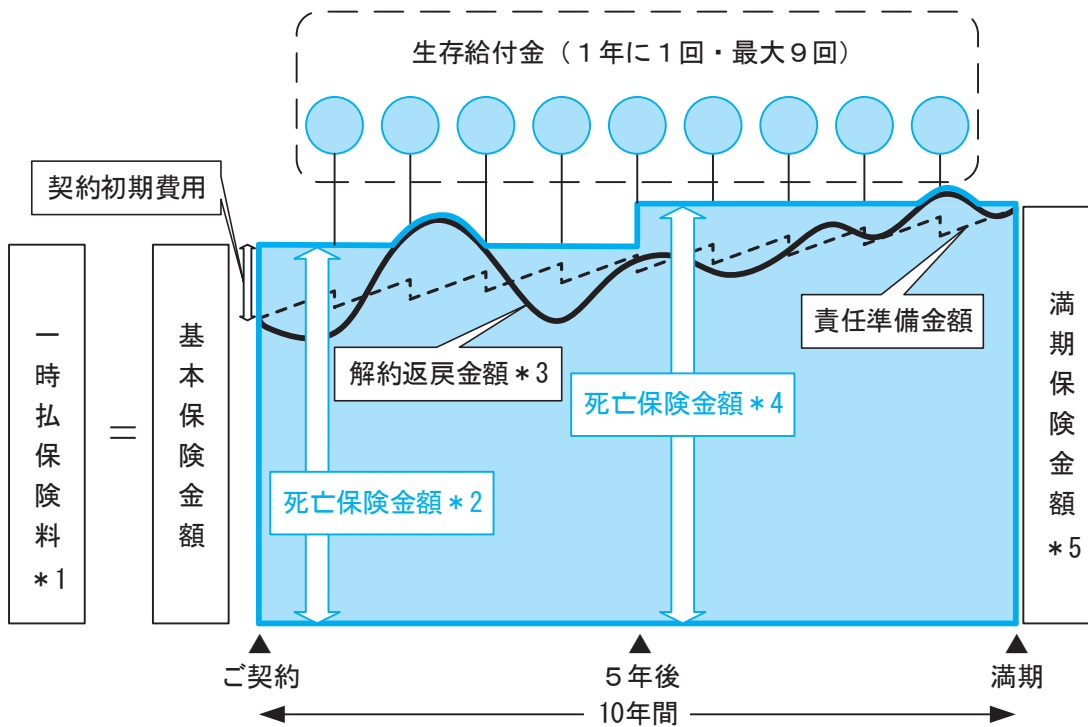 生存給付金（１年に１回・最大９回）
契約初期費用
一時払保険料＊1
＝
基本保険金額
解約返戻金額＊3
責任準備金額
死亡保険金額＊4
死亡保険金額＊2
満期保険金額＊5
ご契約
５年後
満期
10年間